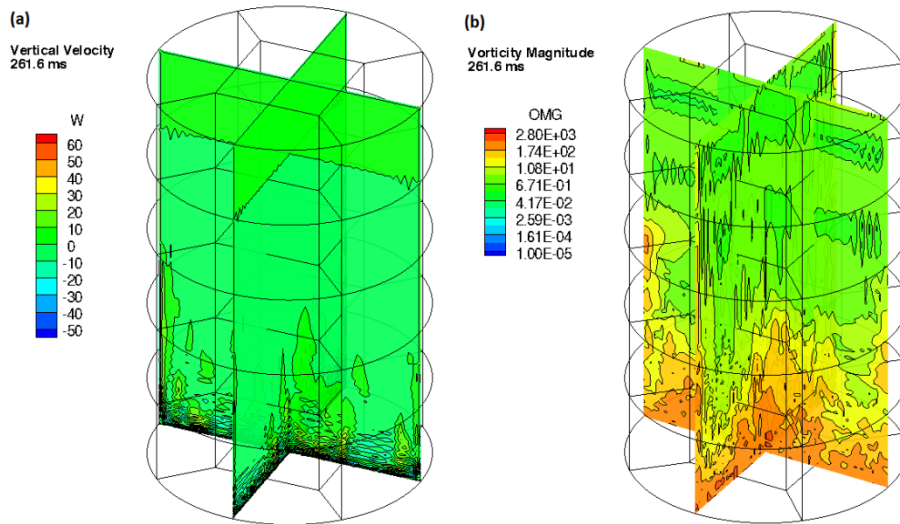 (a)
Vertical Velocity
261.6 ms
W
60
50
40
30
20
10
0
-10
-20
-30
-40
-50
(b)
Vorticity Magnitude
261.6 ms
OMG
2.80E+03
1.74E+02
1.08E+01
6.71E-01
4.17E-02
2.59E-03
1.61E-04
1.00E-05